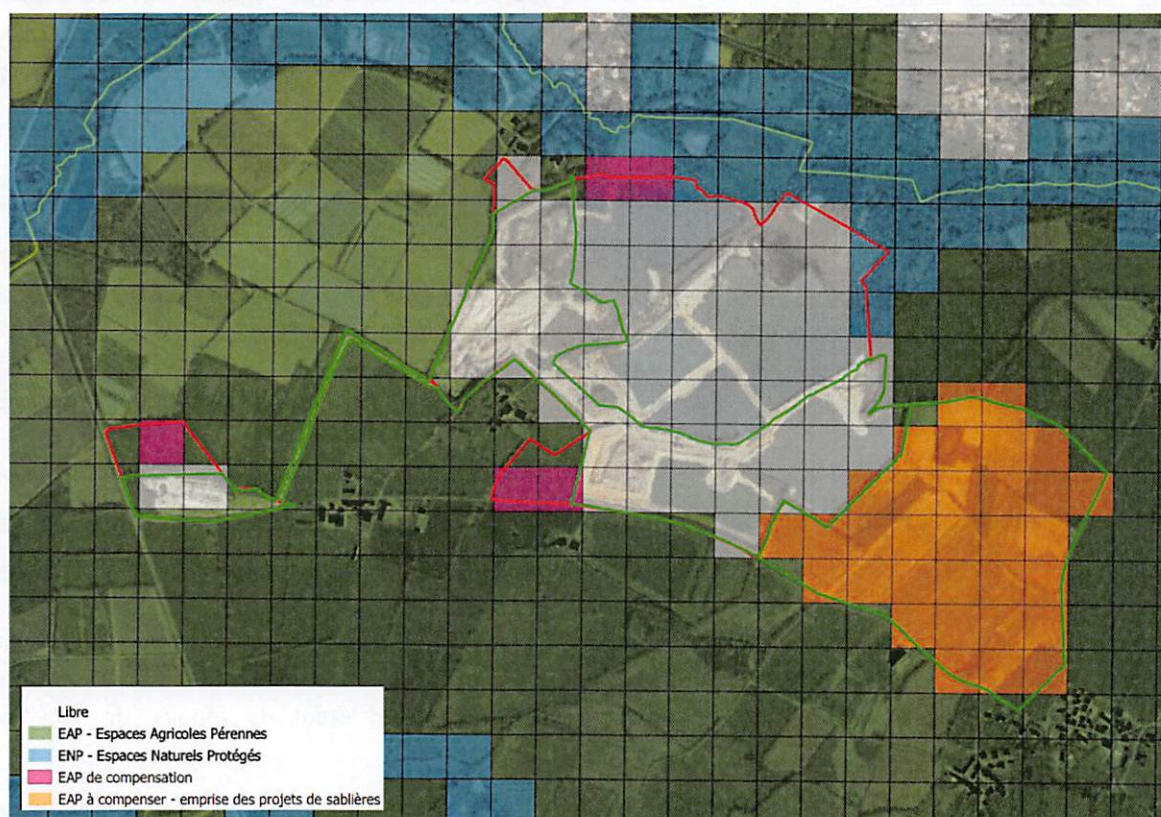 Libre
EAP - Espaces Agricoles Pérennes
ENP - Espaces Naturels Protégés
EAP de compensation
EAP à compenser - emprise des projets de sablières